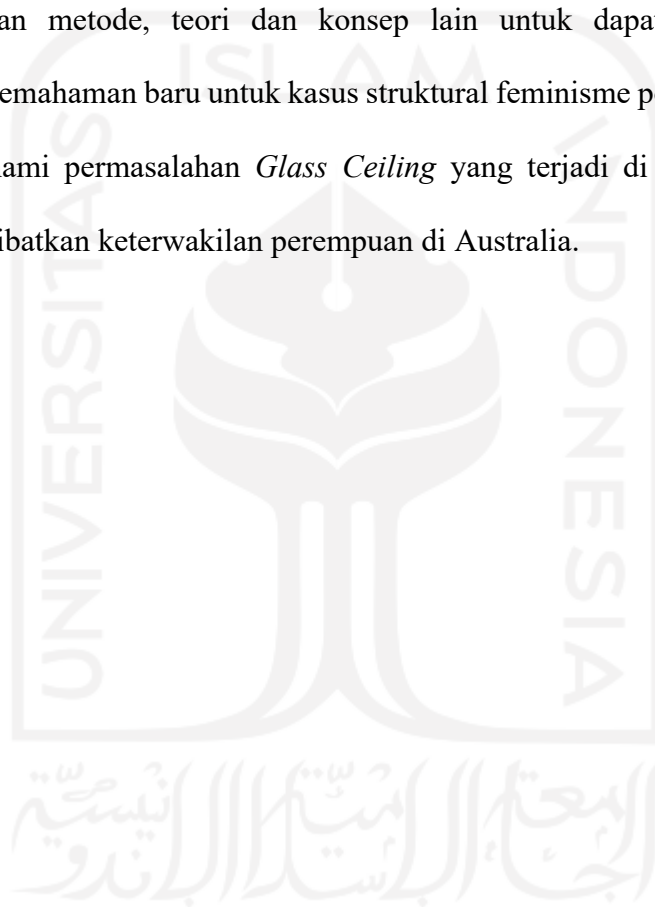 an metode, teori dan konsep lain untuk dapa
emahaman baru untuk kasus struktural feminisme p
ami permasalahan Glass Ceiling yang terjadi di
ibatkan keterwakilan perempuan di Australia.
ISLAM
UNIVERSITAS
INDONESIA